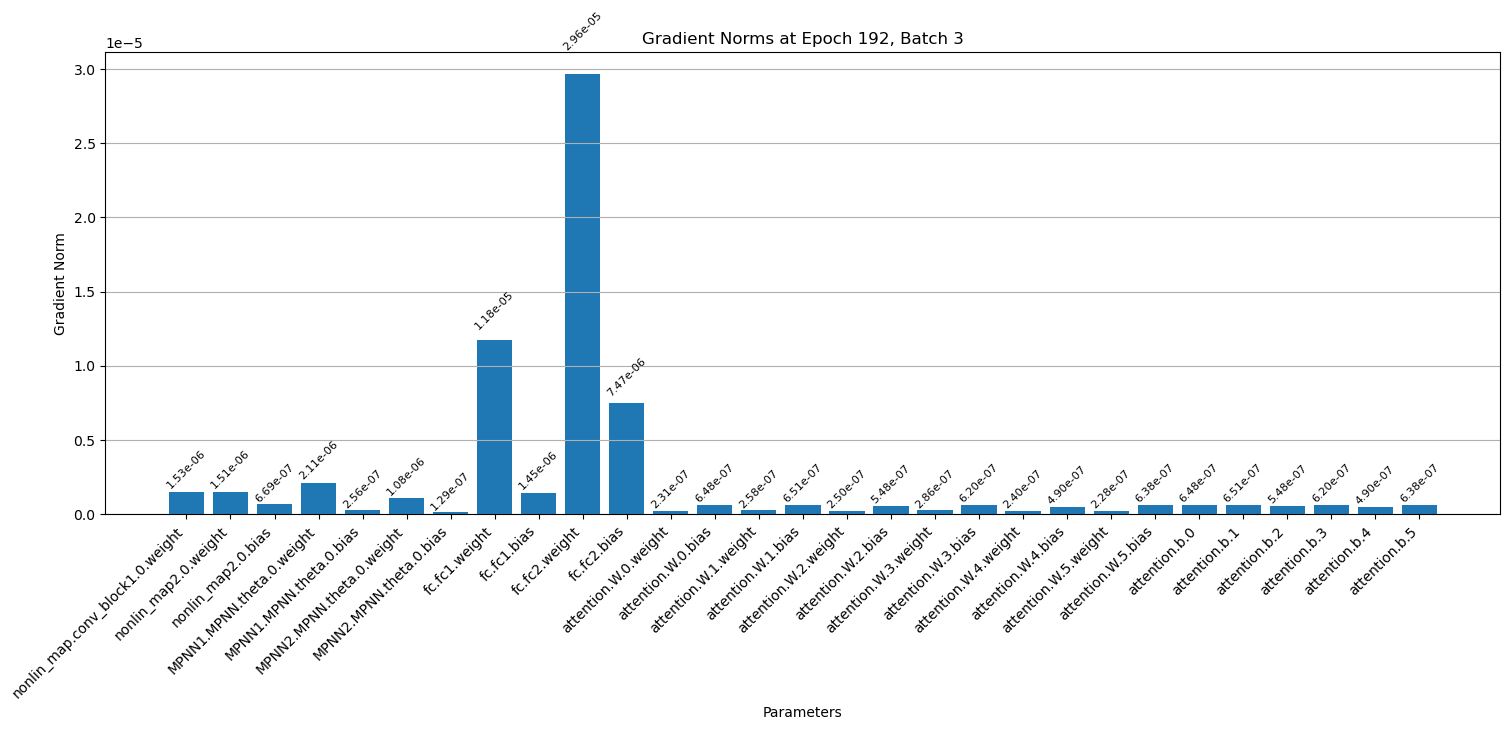 Gradient Norms at Epoch 192, Batch 3
1e−5
3.0
2.5
2.0
1.5
1.0
0.5
0.0
Gradient Norm
1.53e-06
1.51e-06
6.69e-07
2.11e-06
2.56e-07
1.08e-06
1.29e-07
1.18e-05
1.45e-06
2.96e-05
7.47e-06
2.31e-07
6.48e-07
2.58e-07
6.51e-07
2.50e-07
5.48e-07
2.86e-07
6.20e-07
2.40e-07
4.90e-07
2.28e-07
6.38e-07
6.48e-07
6.51e-07
5.48e-07
6.20e-07
4.90e-07
6.38e-07
nonlin_map.conv_block1.0.weight
nonlin_map2.0.weight
nonlin_map2.0.bias
MPNN1.MPNN.theta.0.weight
MPNN1.MPNN.theta.0.bias
MPNN2.MPNN.theta.0.weight
MPNN2.MPNN.theta.0.bias
fc.fc1.weight
fc.fc1.bias
fc.fc2.weight
fc.fc2.bias
attention.W.0.weight
attention.W.0.bias
attention.W.1.weight
attention.W.1.bias
attention.W.2.weight
attention.W.2.bias
attention.W.3.weight
attention.W.3.bias
attention.W.4.weight
attention.W.4.bias
attention.W.5.weight
attention.W.5.bias
attention.b.0
attention.b.1
attention.b.2
attention.b.3
attention.b.4
attention.b.5
Parameters